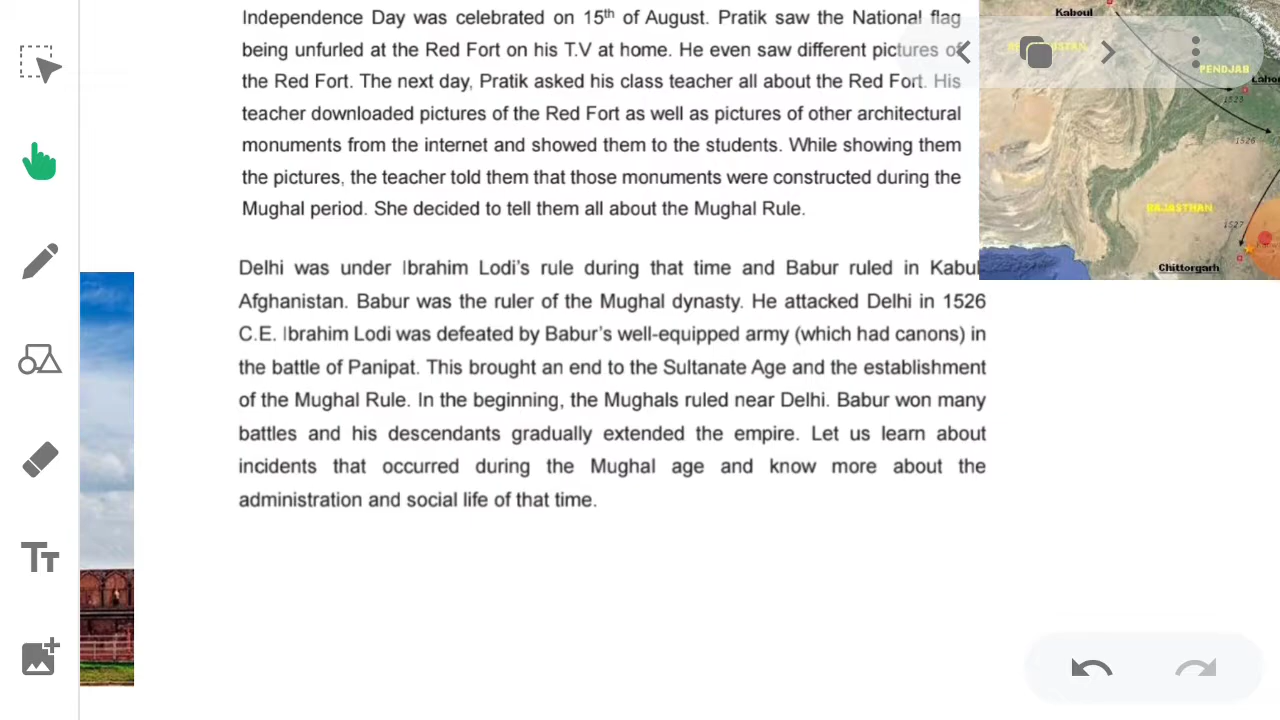 Independence Day was celebrated on 15th of August. Pratik saw the National flag
being unfurled at the Red Fort on his T.V at home. He even saw different pictures of
the Red Fort. The next day, Pratik asked his class teacher all about the Red Fort. His
teacher downloaded pictures of the Red Fort as well as pictures of other architectural
monuments from the internet and showed them to the students. While showing them
the pictures, the teacher told them that those monuments were constructed during the
Mughal period. She decided to tell them all about the Mughal Rule.
Delhi was under Ibrahim Lodi's rule during that time and Babur ruled in Kabul
Afghanistan. Babur was the ruler of the Mughal dynasty. He attacked Delhi in 1526
C.E. Ibrahim Lodi was defeated by Babur's well-equipped army (which had canons) in
the battle of Panipat. This brought an end to the Sultanate Age and the establishment
of the Mughal Rule. In the beginning, the Mughals ruled near Delhi. Babur won many
battles and his descendants gradually extended the empire. Let us learn about
incidents that occurred during the Mughal age and know more about the
administration and social life of that time.
Kaboul
PENDJAB
Lahor
1523
1526
RAJASTHAN
1527
Chittorgarh
TT